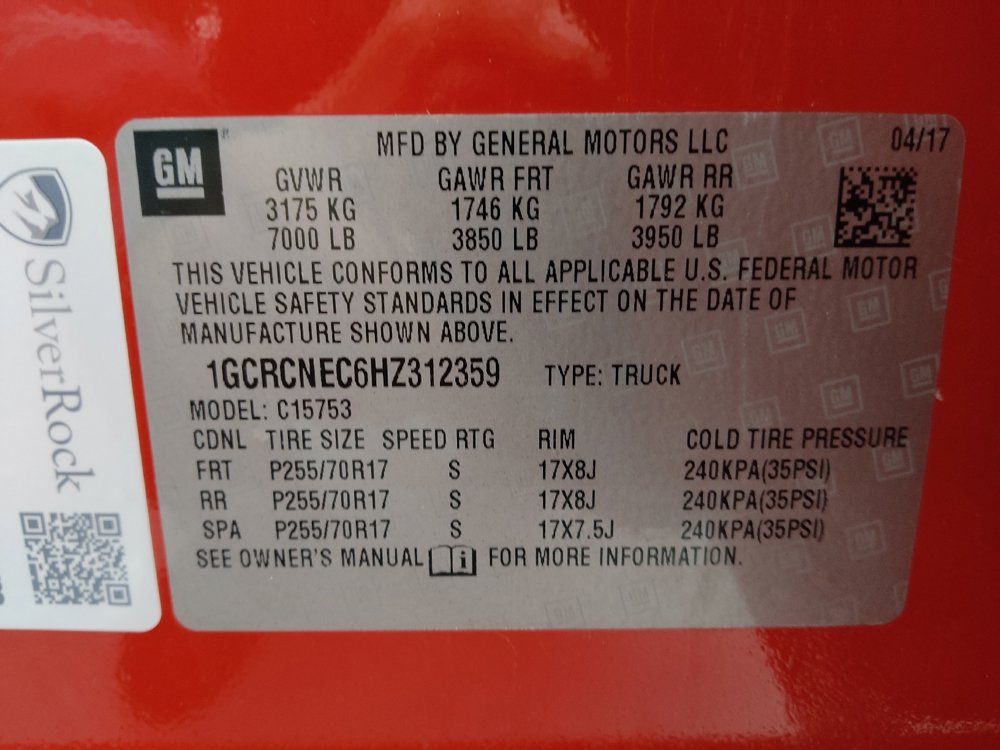 GM
MFD BY GENERAL MOTORS LLC 04/17
GVWR GAWR FRT GAWR RR
3175 KG 1746 KG 1792 KG
7000 LB 3850 LB 3950 LB
THIS VEHICLE CONFORMS TO ALL APPLICABLE U.S. FEDERAL MOTOR
VEHICLE SAFETY STANDARDS IN EFFECT ON THE DATE OF
MANUFACTURE SHOWN ABOVE.
1GCRCNEC6HZ312359 TYPE: TRUCK
MODEL: C15753
CDNL TIRE SIZE SPEED RTG RIM COLD TIRE PRESSURE
FRT P255/70R17 S 17X8J 240KPA(35PSI)
RR P255/70R17 S 17X8J 240KPA(35PSI)
SPA P255/70R17 S 17X7.5J 240KPA(35PSI)
SEE OWNER'S MANUAL FOR MORE INFORMATION.
SilverRock